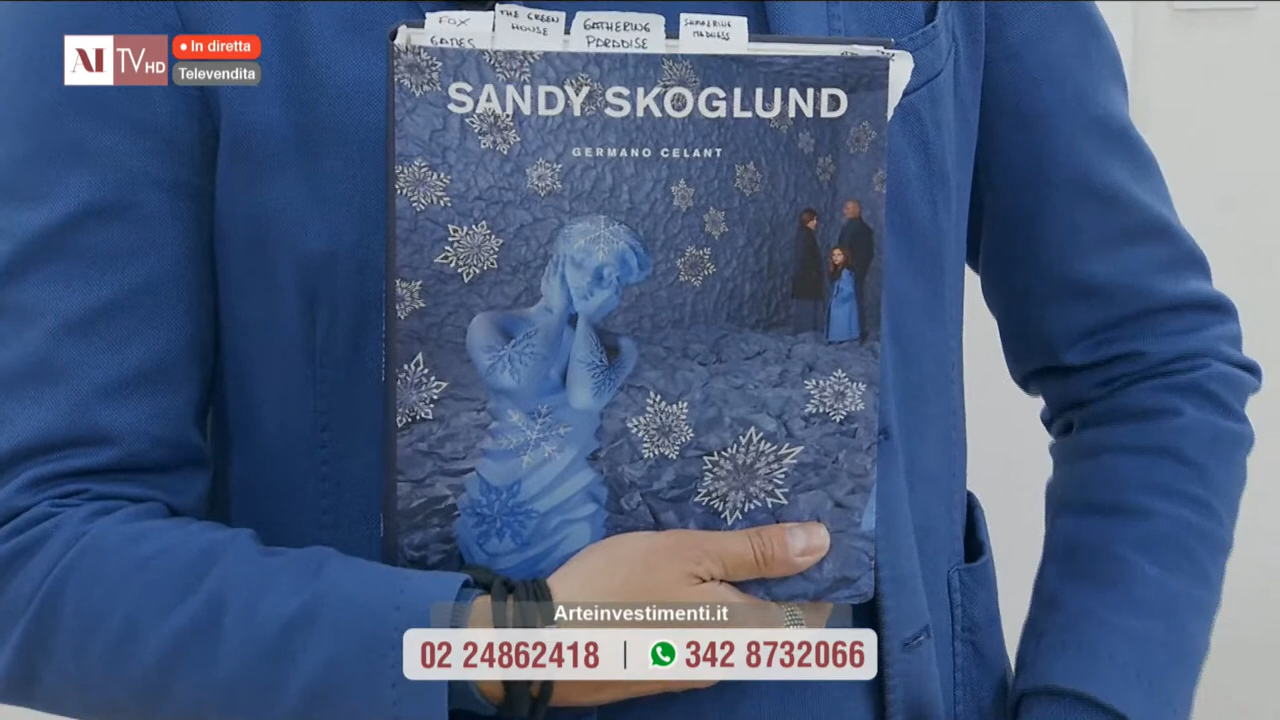 FOX
GAMES
THE GREEN
HOUSE
GATHERING
PARADISE
SHIMMERING
MADNESS
AI TV HD
In diretta
Televendita
SANDY SKOGLUND
GERMANO CELANT
Arteinvestimenti.it
02 24862418 | 342 8732066